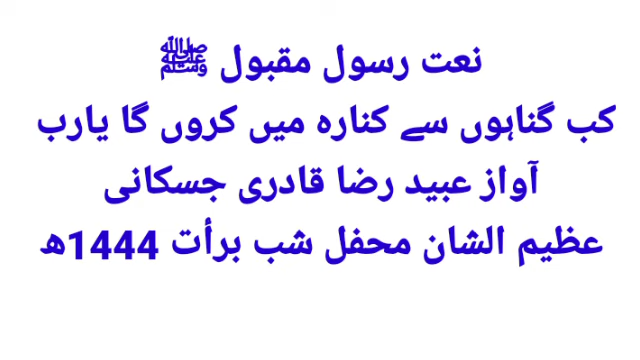 نعت رسول مقبول ﷺ
کب گناہوں سے کنارہ میں کروں گا یارب
آواز عبید رضا قادری جسکانی
عظیم الشان محفل شب برأت 1444ھ